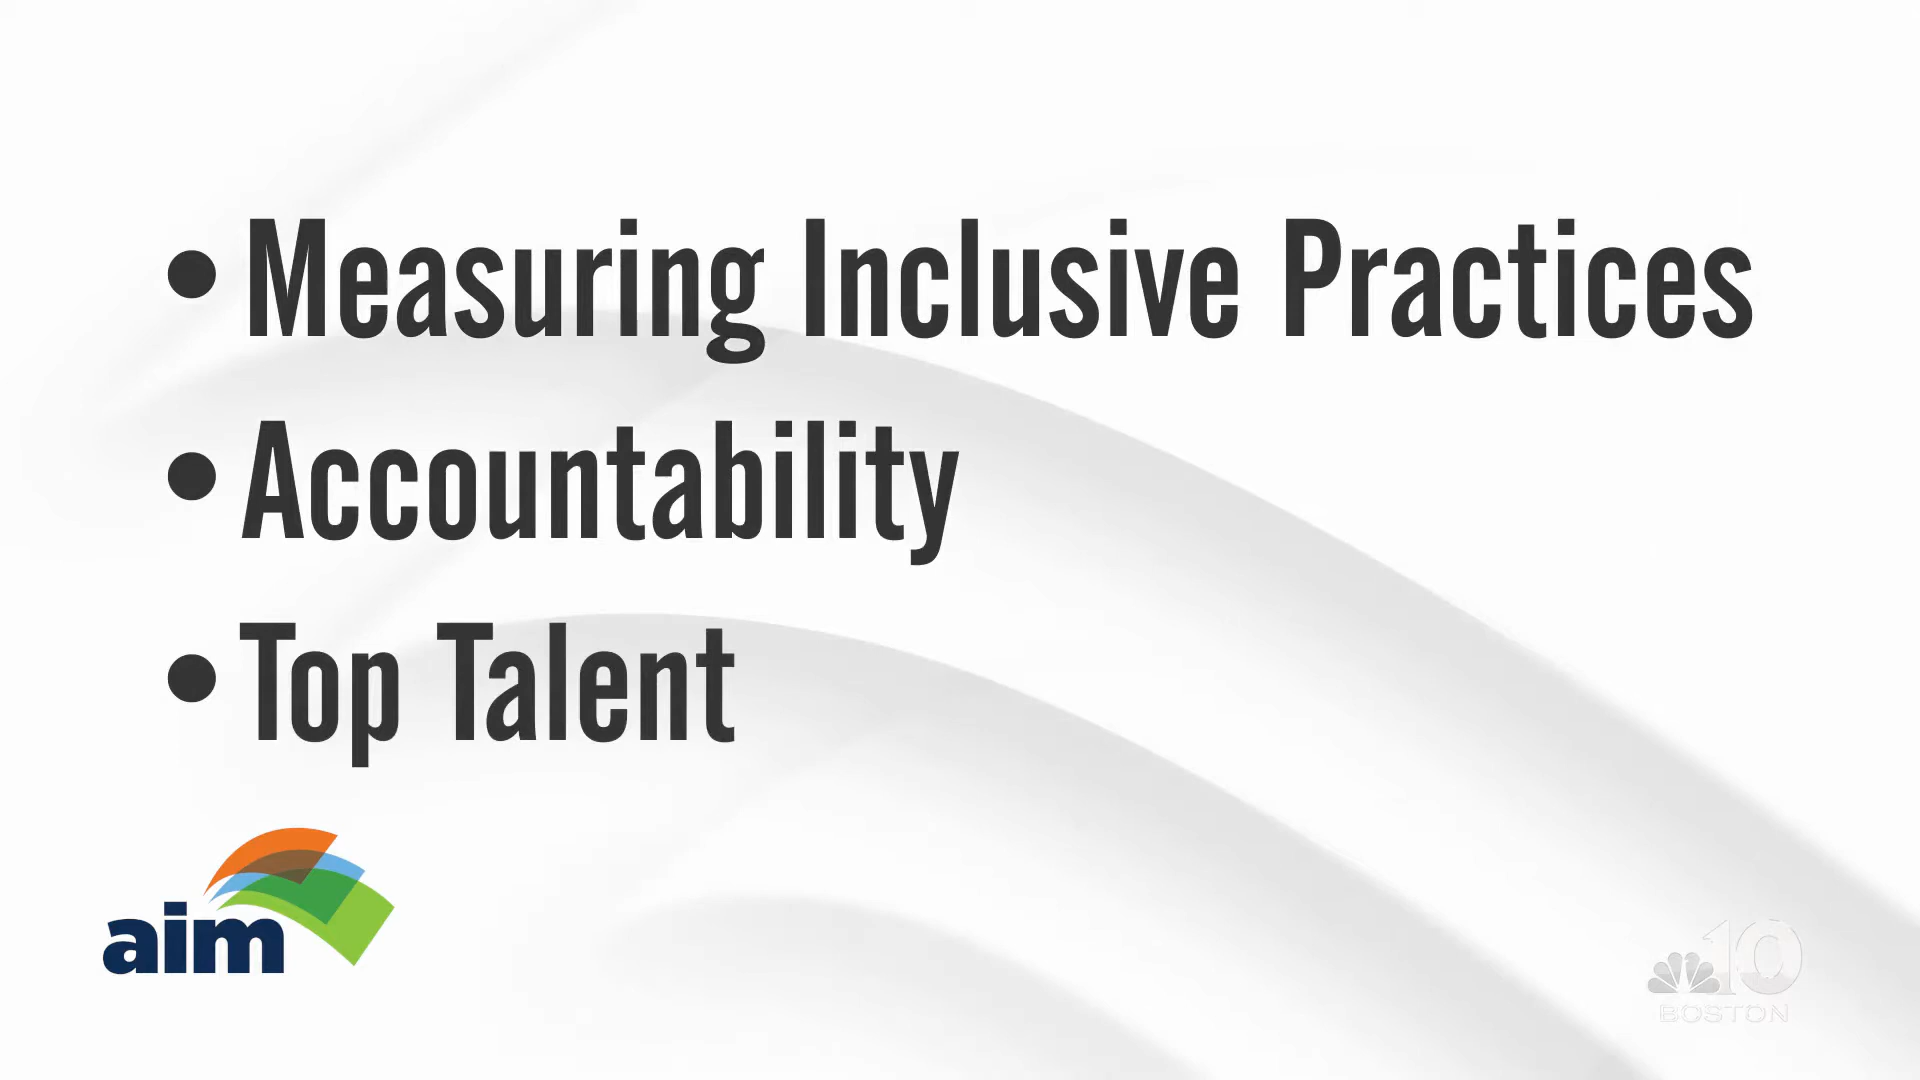 • Measuring Inclusive Practices
• Accountability
• Top Talent
aim
10
BOSTON